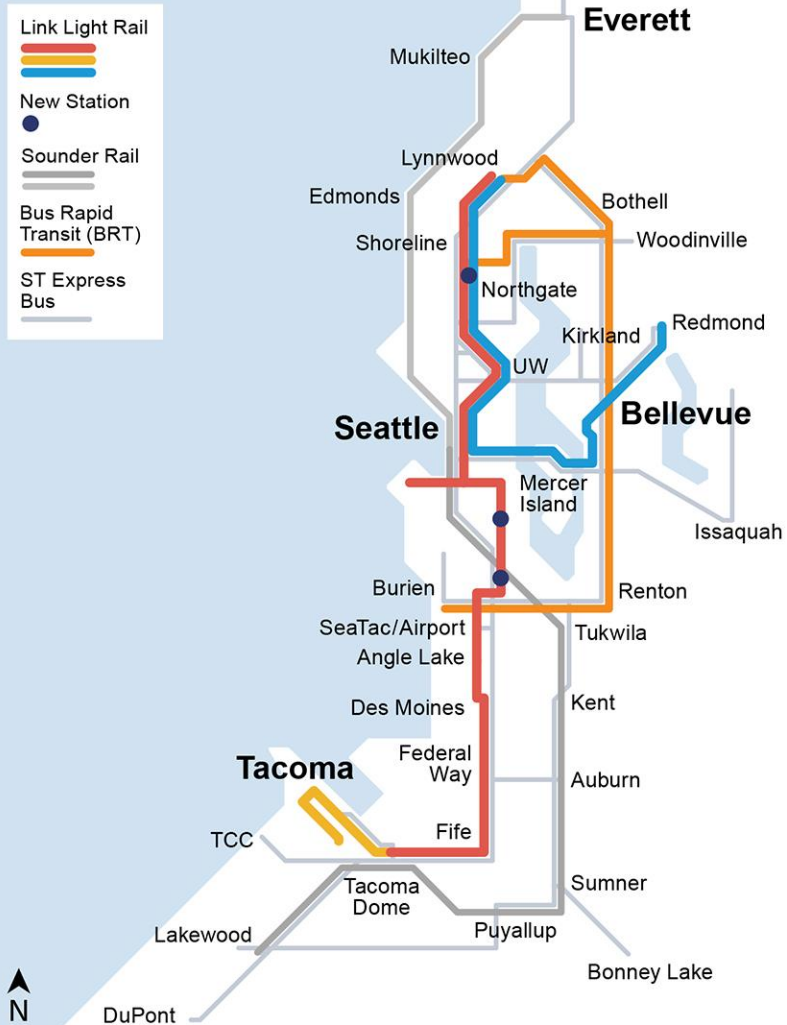 Link Light Rail
New Station
Sounder Rail
Bus Rapid
Transit (BRT)
ST Express
Bus
Everett
Mukilteo
Lynnwood
Edmonds
Bothell
Shoreline
Woodinville
Northgate
Kirkland
Redmond
UW
Seattle
Bellevue
Mercer
Island
Issaquah
Burien
Renton
SeaTac/Airport
Tukwila
Angle Lake
Des Moines
Kent
Federal
Way
Tacoma
Auburn
Fife
TCC
Tacoma
Dome
Sumner
Puyallup
Lakewood
Bonney Lake
N
DuPont